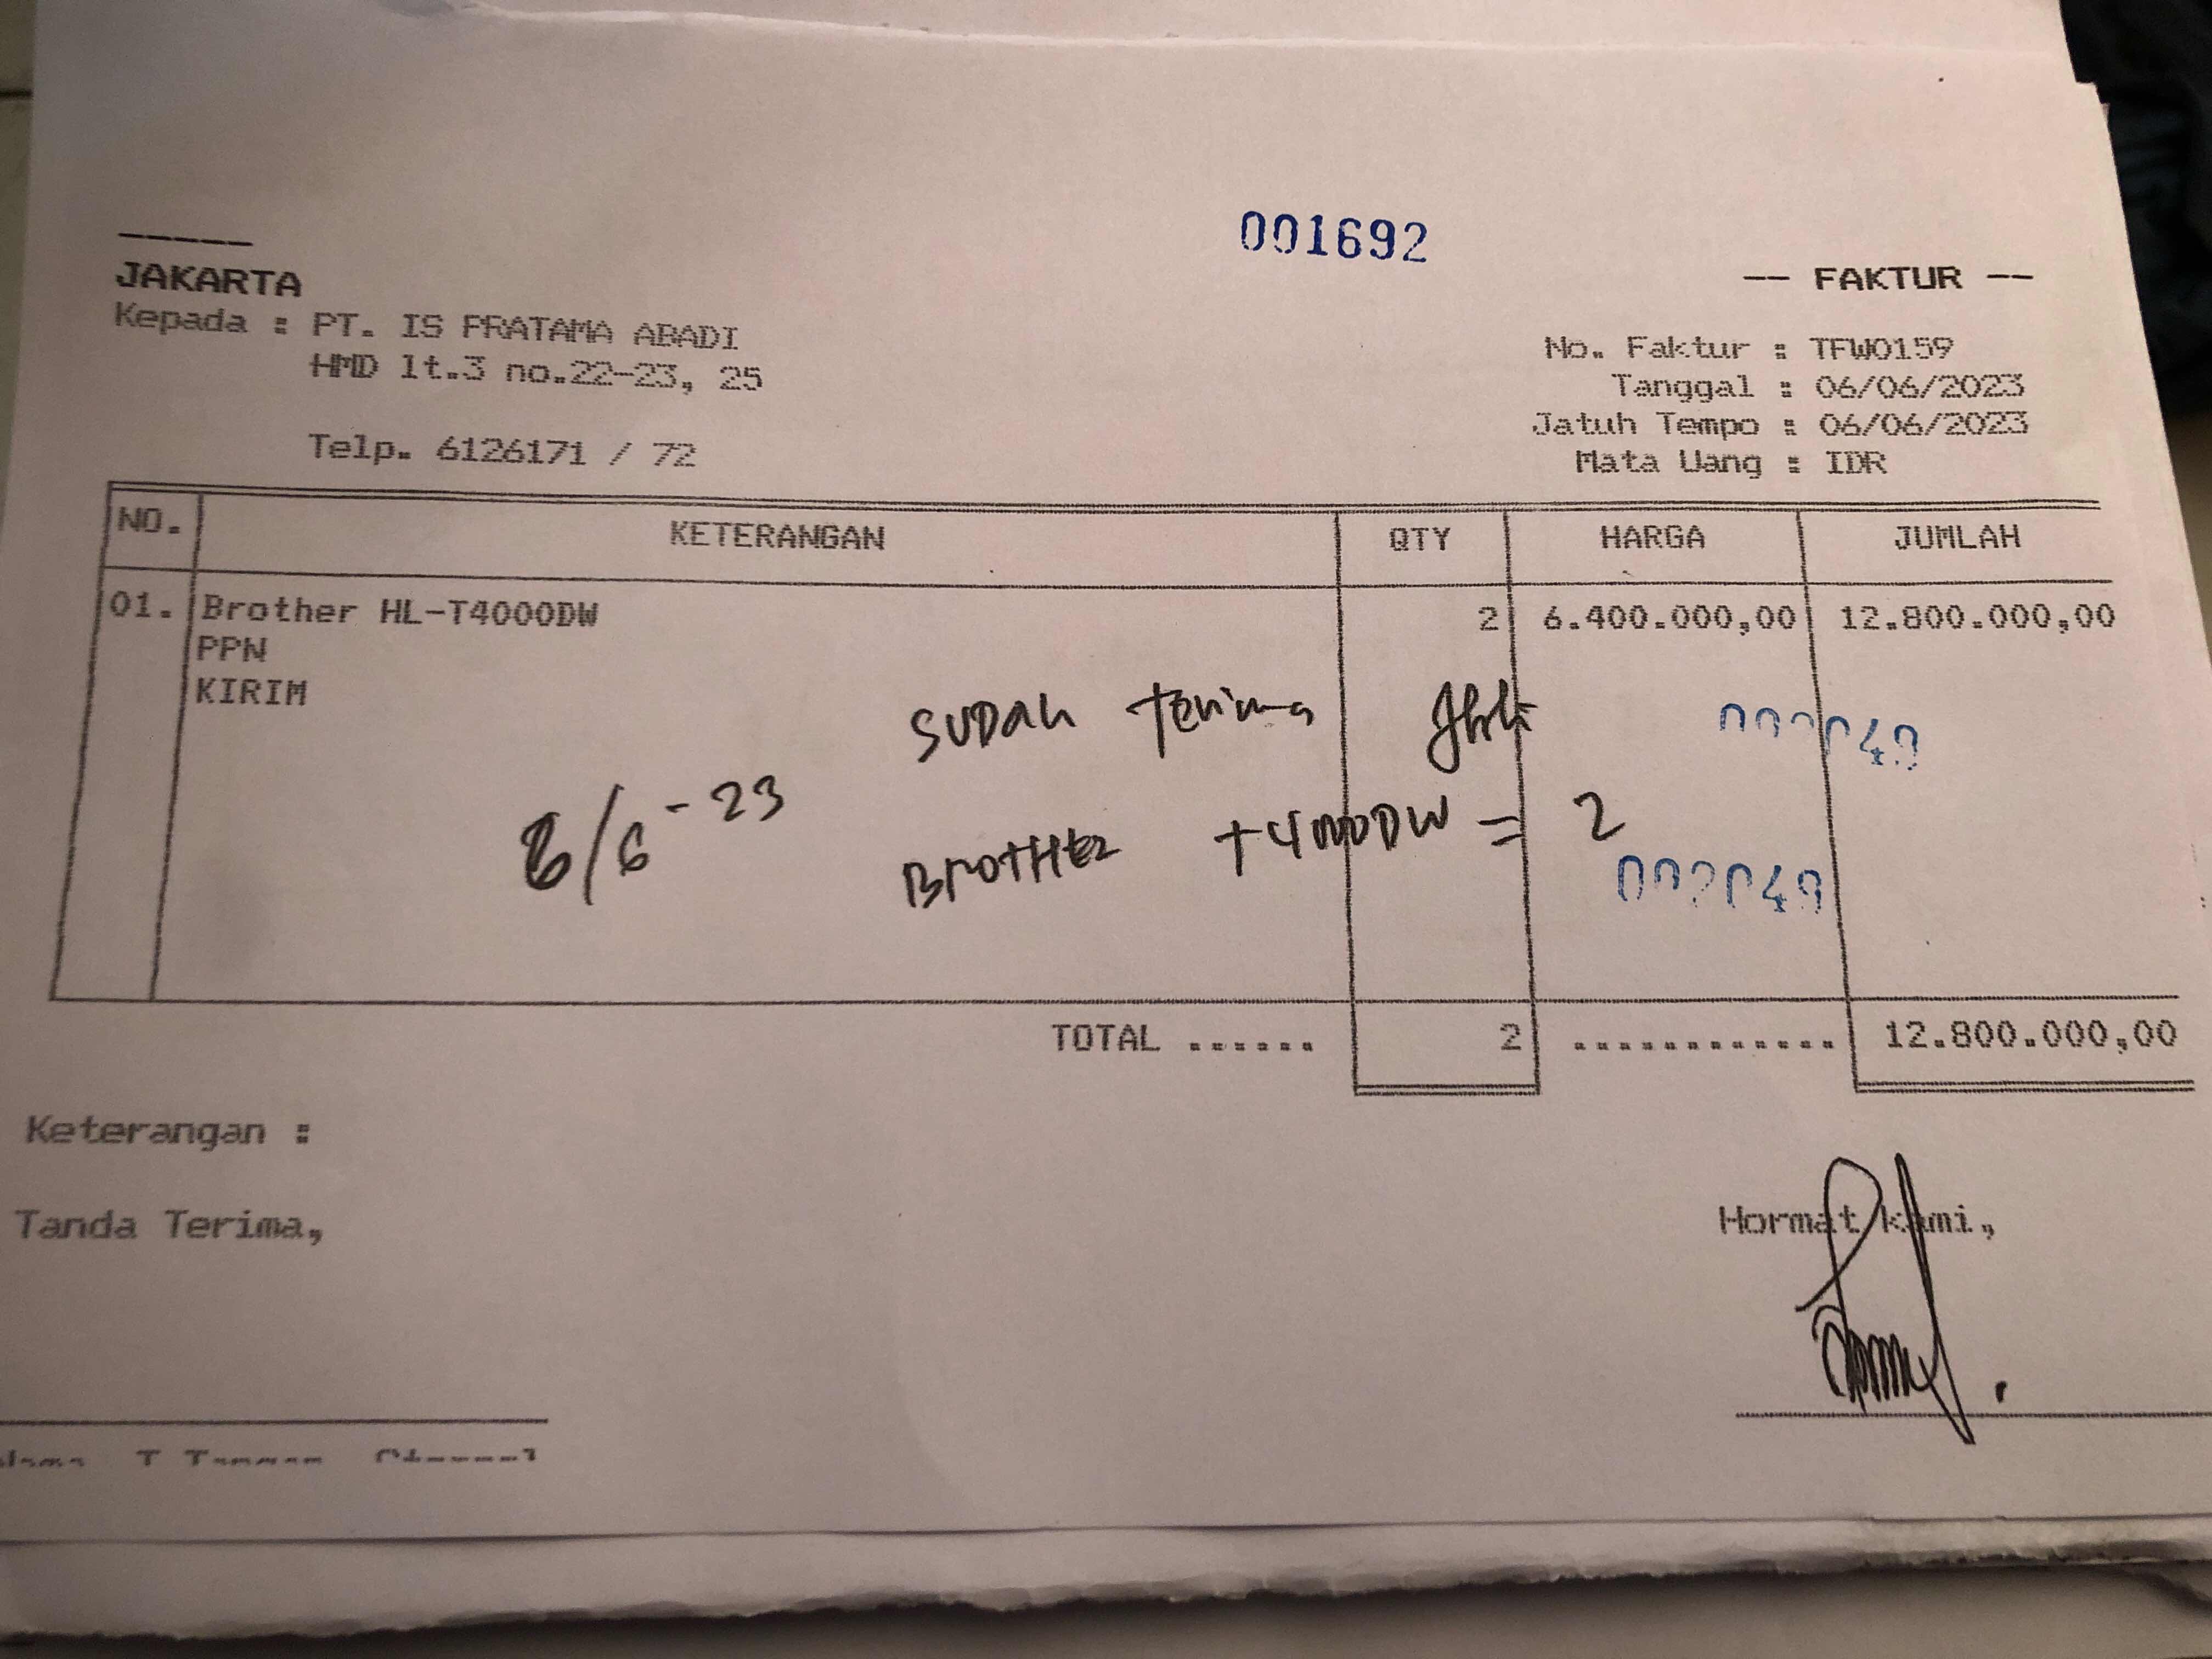 001692
-----
JAKARTA
-- FAKTUR --
Kepada : PT. IS PRATAMA ABADI
HMD lt.3 no.22-23, 25
Telp. 6126171 / 72
No. Faktur : TFW0159
Tanggal : 06/06/2023
Jatuh Tempo : 06/06/2023
Mata Uang : IDR
NO. KETERANGAN QTY HARGA JUMLAH
01. Brother HL-T4000DW 2 6.400.000,00 12.800.000,00
PPN
KIRIM
SUDAH Terima
8/6-23
BROTHER T4000DW = 2
TOTAL ...... 2 ............ 12.800.000,00
Keterangan :
Tanda Terima,
Hormat kami,